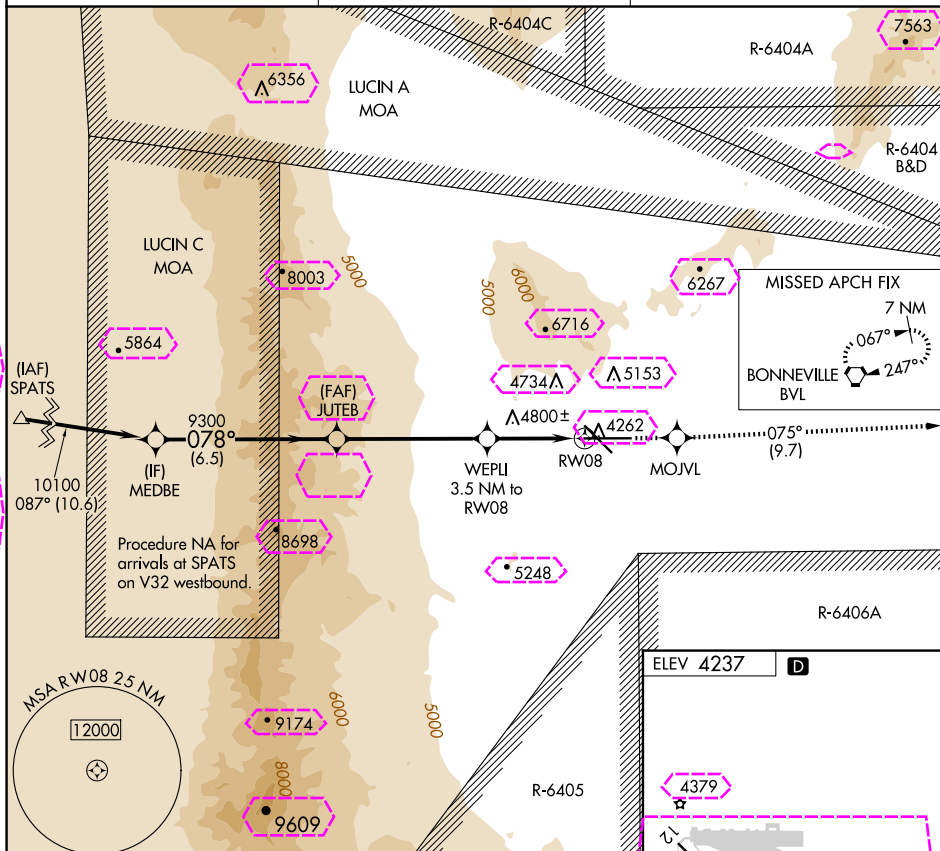 R-6404C
7563
R-6404A
6356
LUCIN A
MOA
R-6404
B&D
LUCIN C
MOA
8003
5000
5000
6000
6267
MISSED APCH FIX
7 NM
067°
247°
BONNEVILLE
BVL
6716
5864
4734
5153
(IAF)
SPATS
(FAF)
JUTEB
4800±
4262
9300
078°
(6.5)
(IF)
MEDBE
WEPLI
3.5 NM to
RW08
RW08
MOJVL
075°
(9.7)
10100
087° (10.6)
Procedure NA for
arrivals at SPATS
on V32 westbound.
8698
5248
R-6406A
ELEV 4237
D
MSA RW08 25 NM
12000
9174
6000
5000
8000
9609
R-6405
4379
12